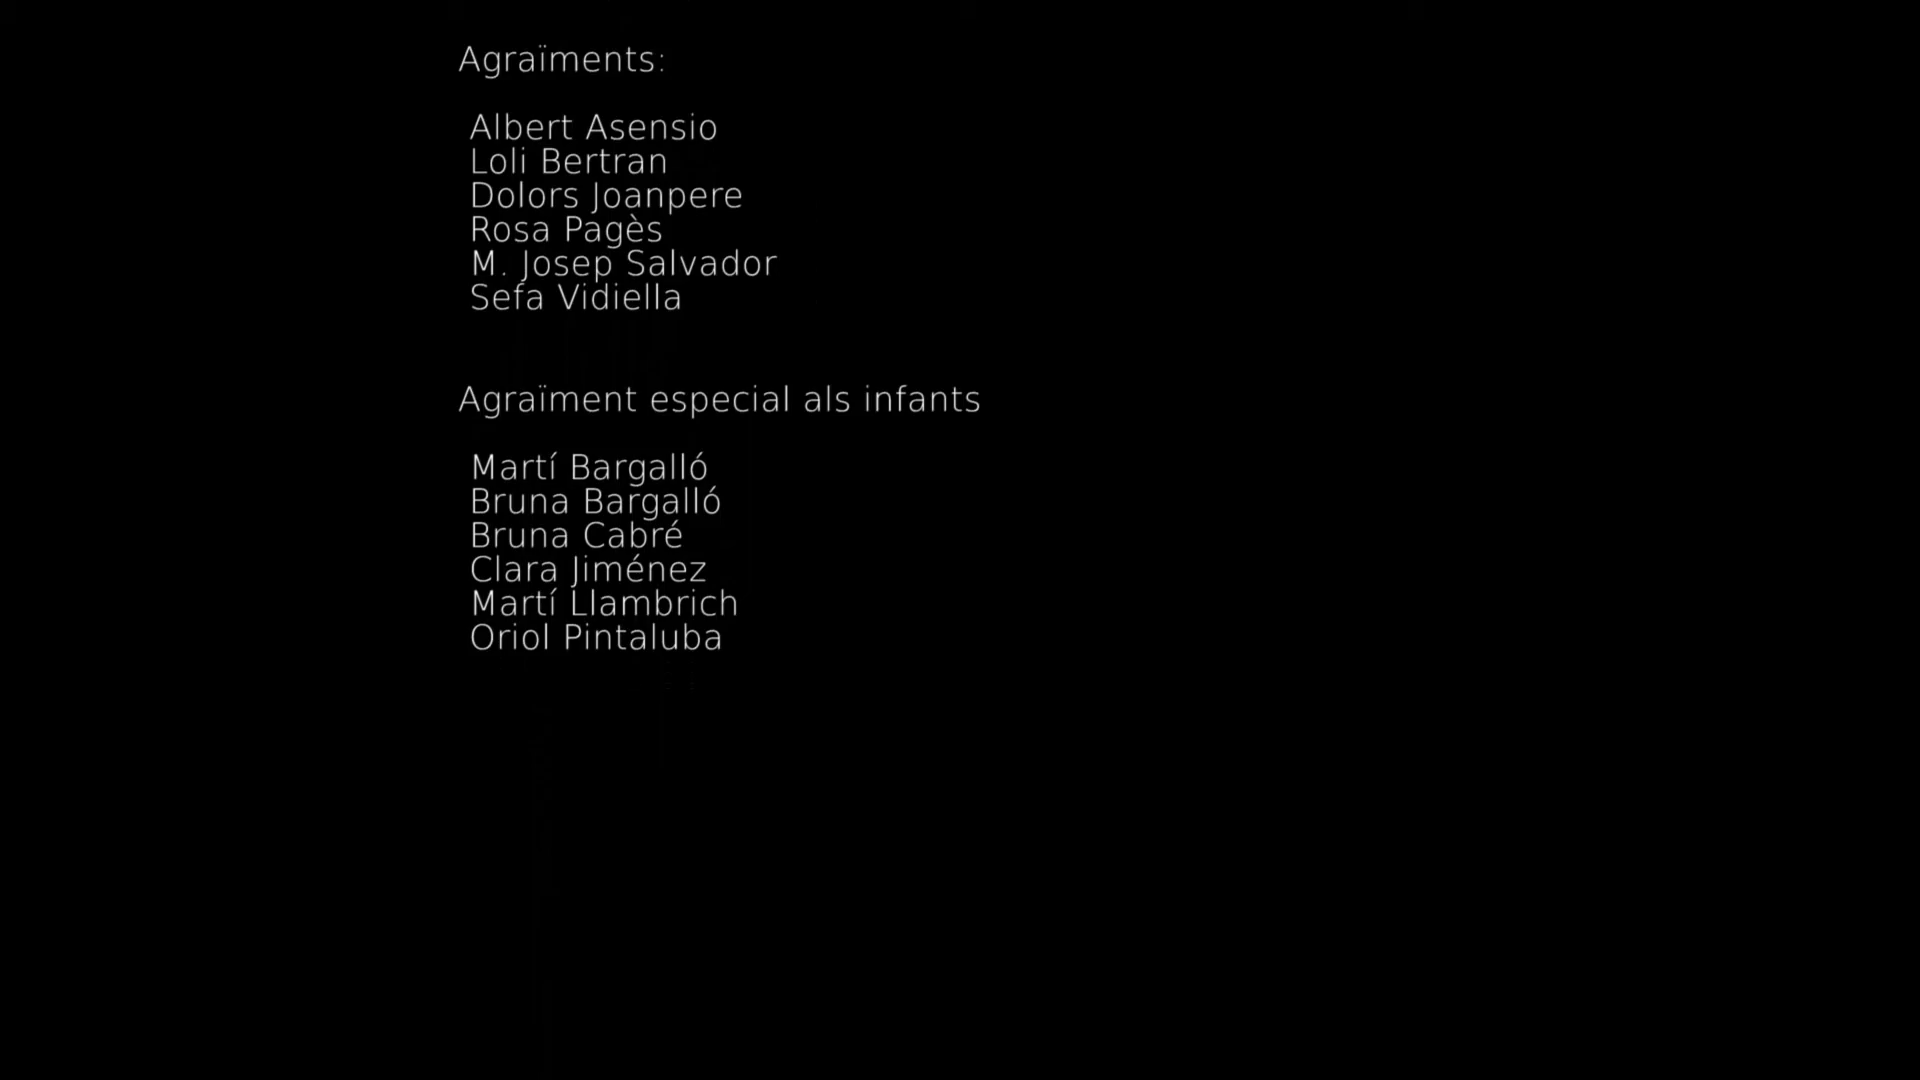 Agraïments:
Albert Asensio
Loli Bertran
Dolors Joanpere
Rosa Pagès
M. Josep Salvador
Sefa Vidiella
Agraïment especial als infants
Martí Bargalló
Bruna Bargalló
Bruna Cabré
Clara Jiménez
Martí Llambrich
Oriol Pintaluba